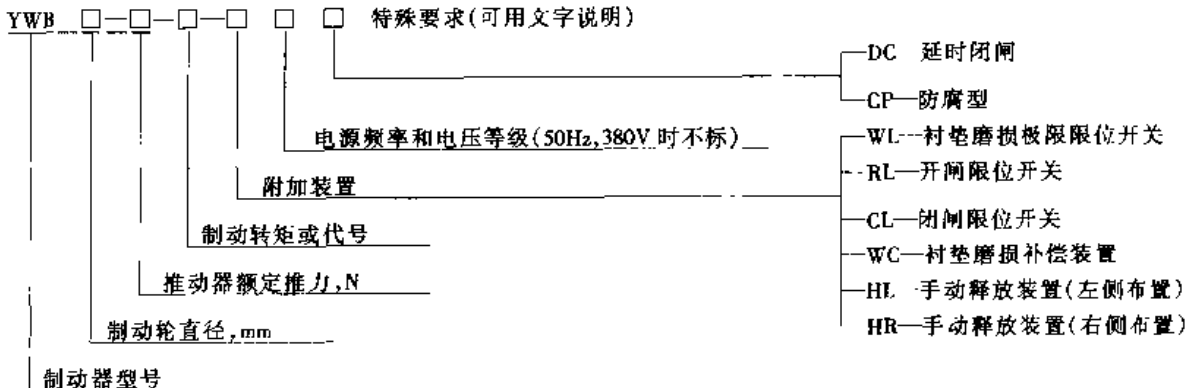 YWB □—□—□—□ □ □ 特殊要求(可用文字说明)
DC 延时闭闸
CP—防腐型
电源频率和电压等级(50Hz,380V 时不标)
WL—衬垫磨损极限限位开关
附加装置
RL—开闸限位开关
制动转矩或代号
CL—闭闸限位开关
WC—衬垫磨损补偿装置
推动器额定推力,N
HL 手动释放装置(左侧布置)
制动轮直径,mm
HR—手动释放装置(右侧布置)
制动器型号